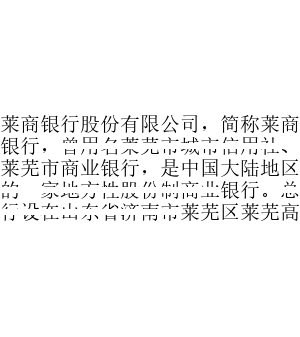 莱商银行股份有限公司，简称莱商
银行，曾用名莱芜市城市信用社、
莱芜市商业银行，是中国大陆地区
的一家地方性股份制商业银行。总
行设在山东省济南市莱芜区莱芜高